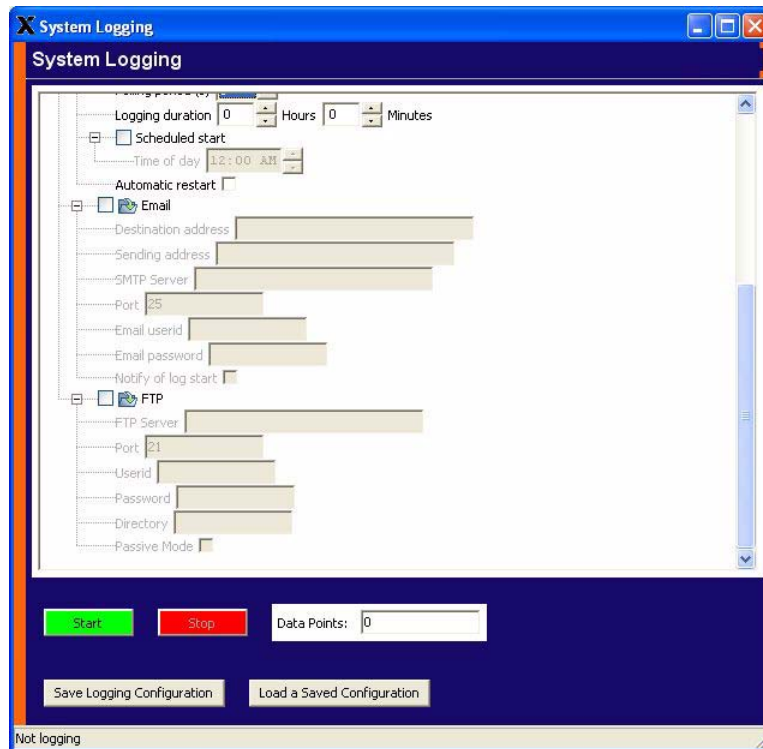 System Logging
System Logging
Polling period (s)
Logging duration 0 Hours 0 Minutes
Scheduled start
Time of day 12:00 AM
Automatic restart
Email
Destination address
Sending address
SMTP Server
Port 25
Email userid
Email password
Notify of log start
FTP
FTP Server
Port 21
Userid
Password
Directory
Passive Mode
Start Stop Data Points: 0
Save Logging Configuration Load a Saved Configuration
Not logging